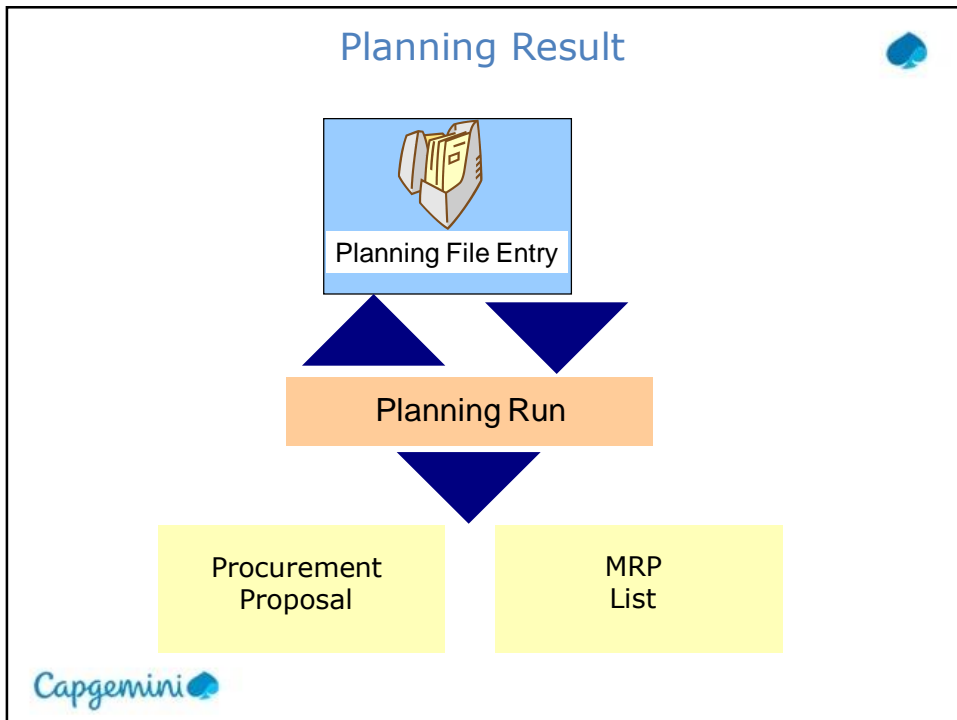 Planning Result
Planning File Entry
Planning Run
Procurement
Proposal
MRP
List
Capgemini